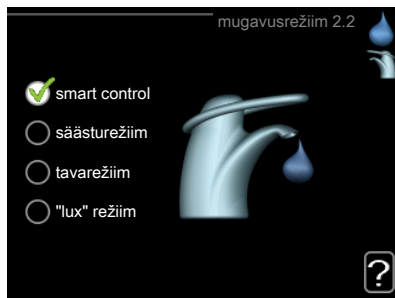 mugavusrežiim 2.2
smart control
säästurežiim
tavarežiim
"lux" režiim
?